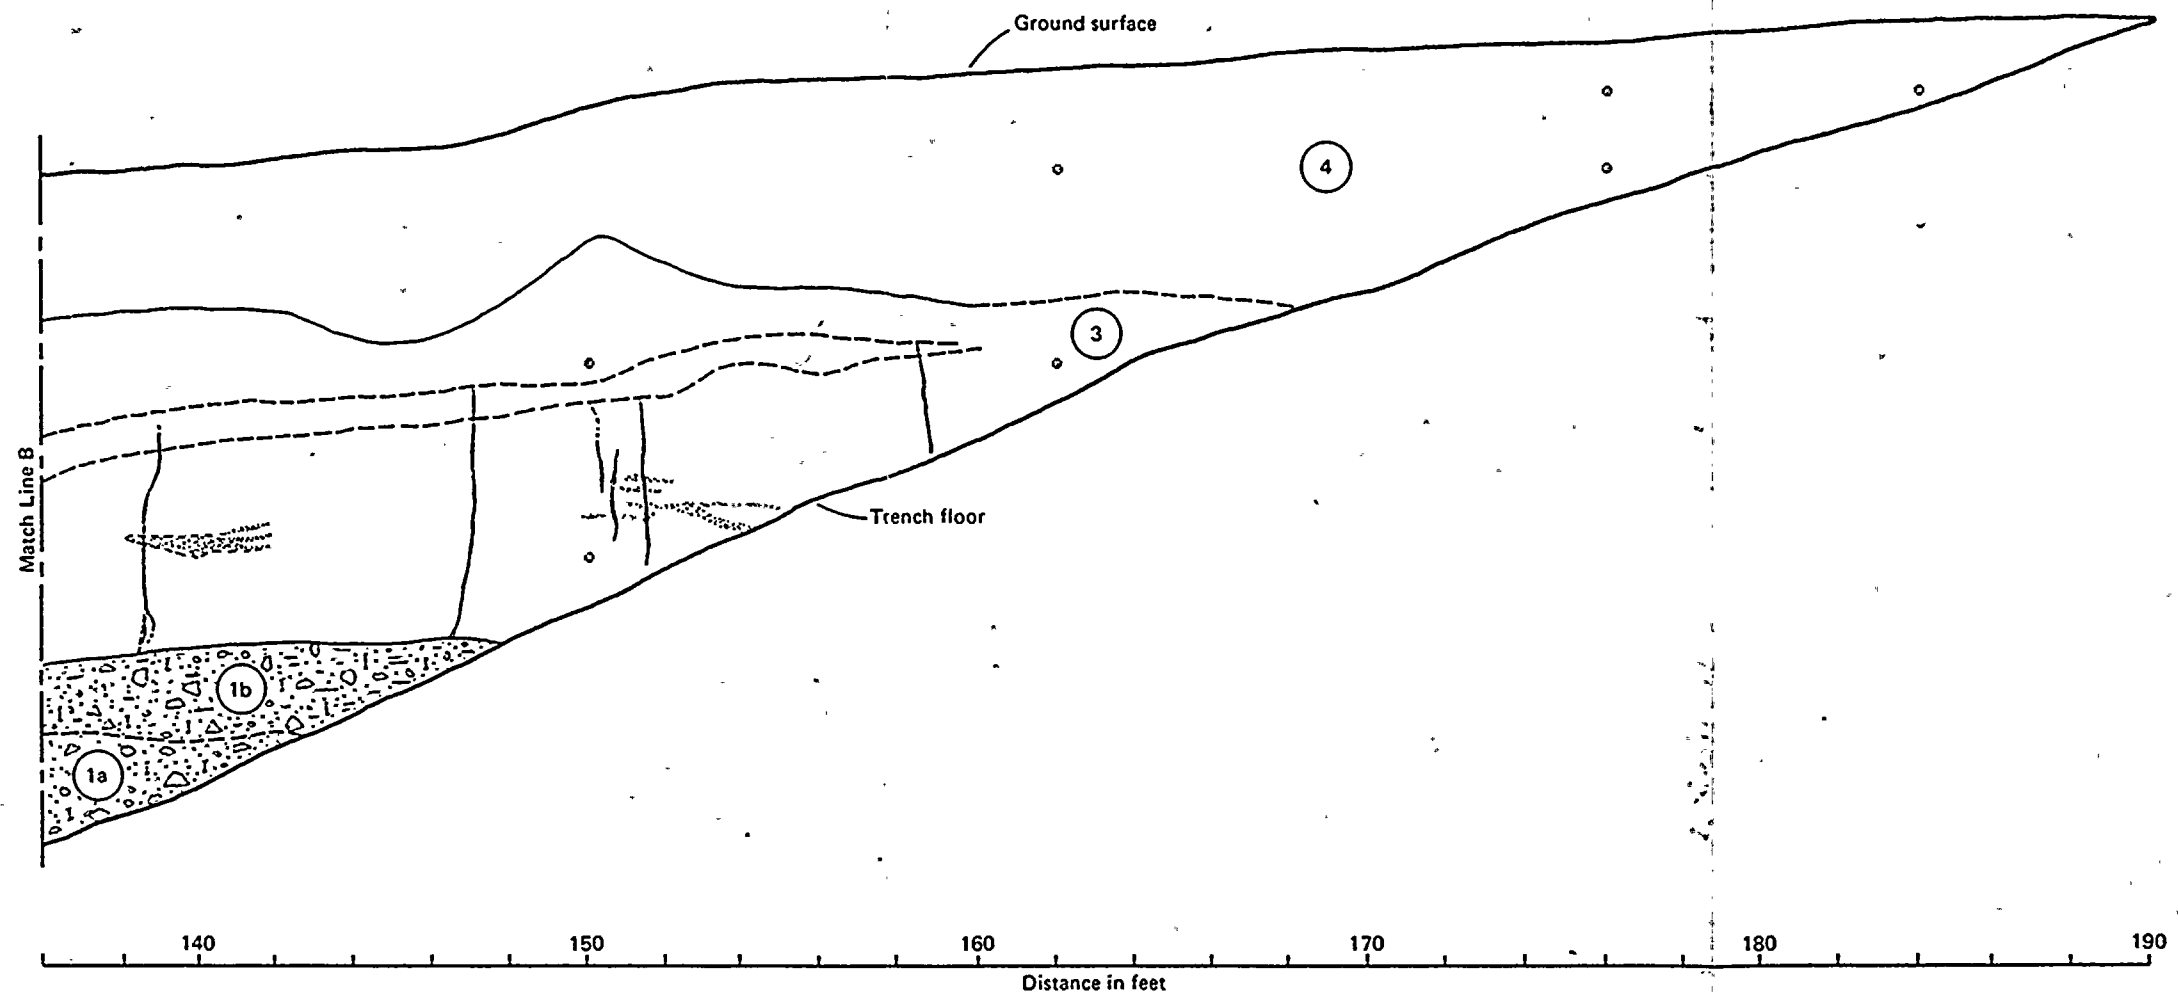 Ground surface
4
3
Match Line B
Trench floor
1b
1a
140 150 160 170 180 190
Distance in feet